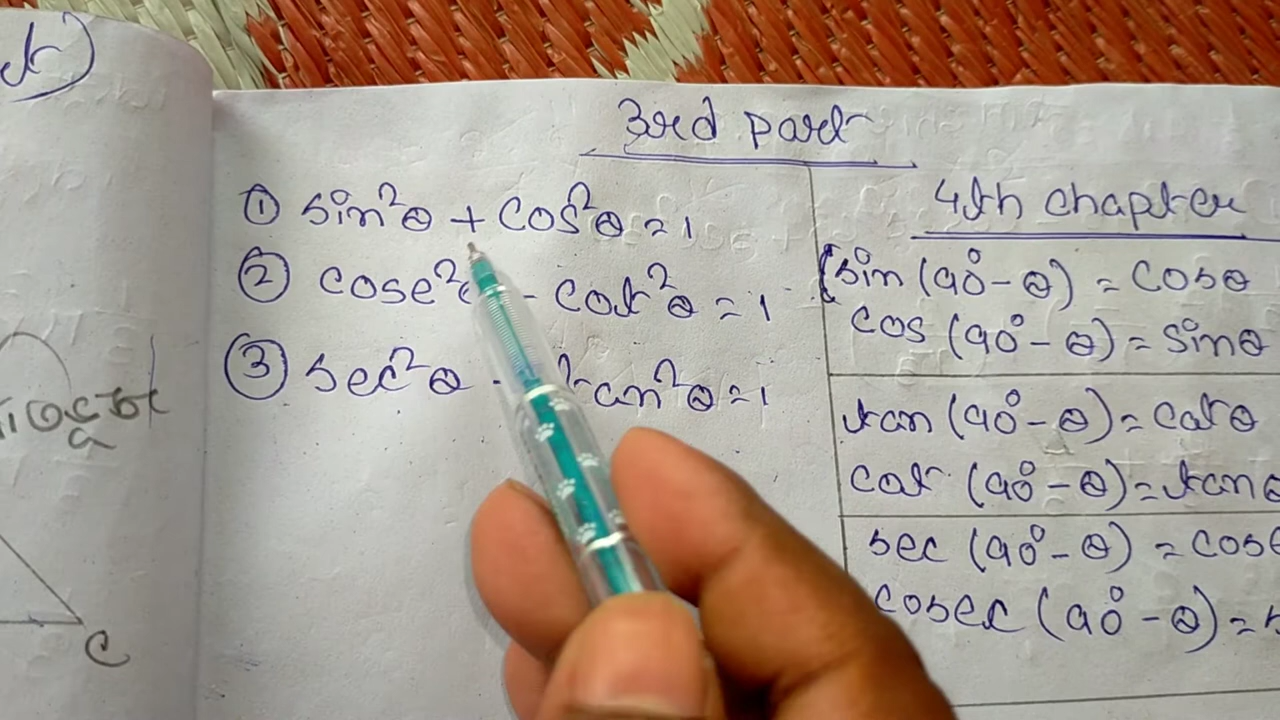 3rd part
① sin²θ + cos²θ = 1
② cosec²θ - cot²θ = 1
③ sec²θ - tan²θ = 1
4th chapter
(sin (90° - θ) = cosθ
cos (90° - θ) = sinθ
tan (90° - θ) = cotθ
cot (90° - θ) = tanθ
sec (90° - θ) = cose
cosec (90° - θ) =
C